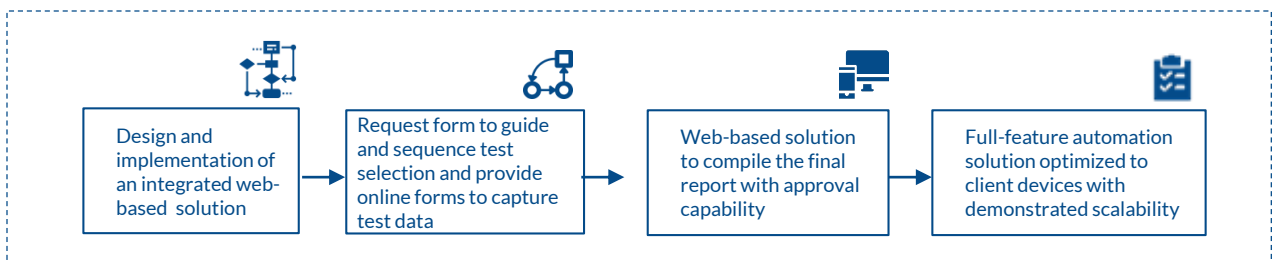 Design and
implementation of
an integrated web-
based solution
Request form to guide
and sequence test
selection and provide
online forms to capture
test data
Web-based solution
to compile the final
report with approval
capability
Full-feature automation
solution optimized to
client devices with
demonstrated scalability